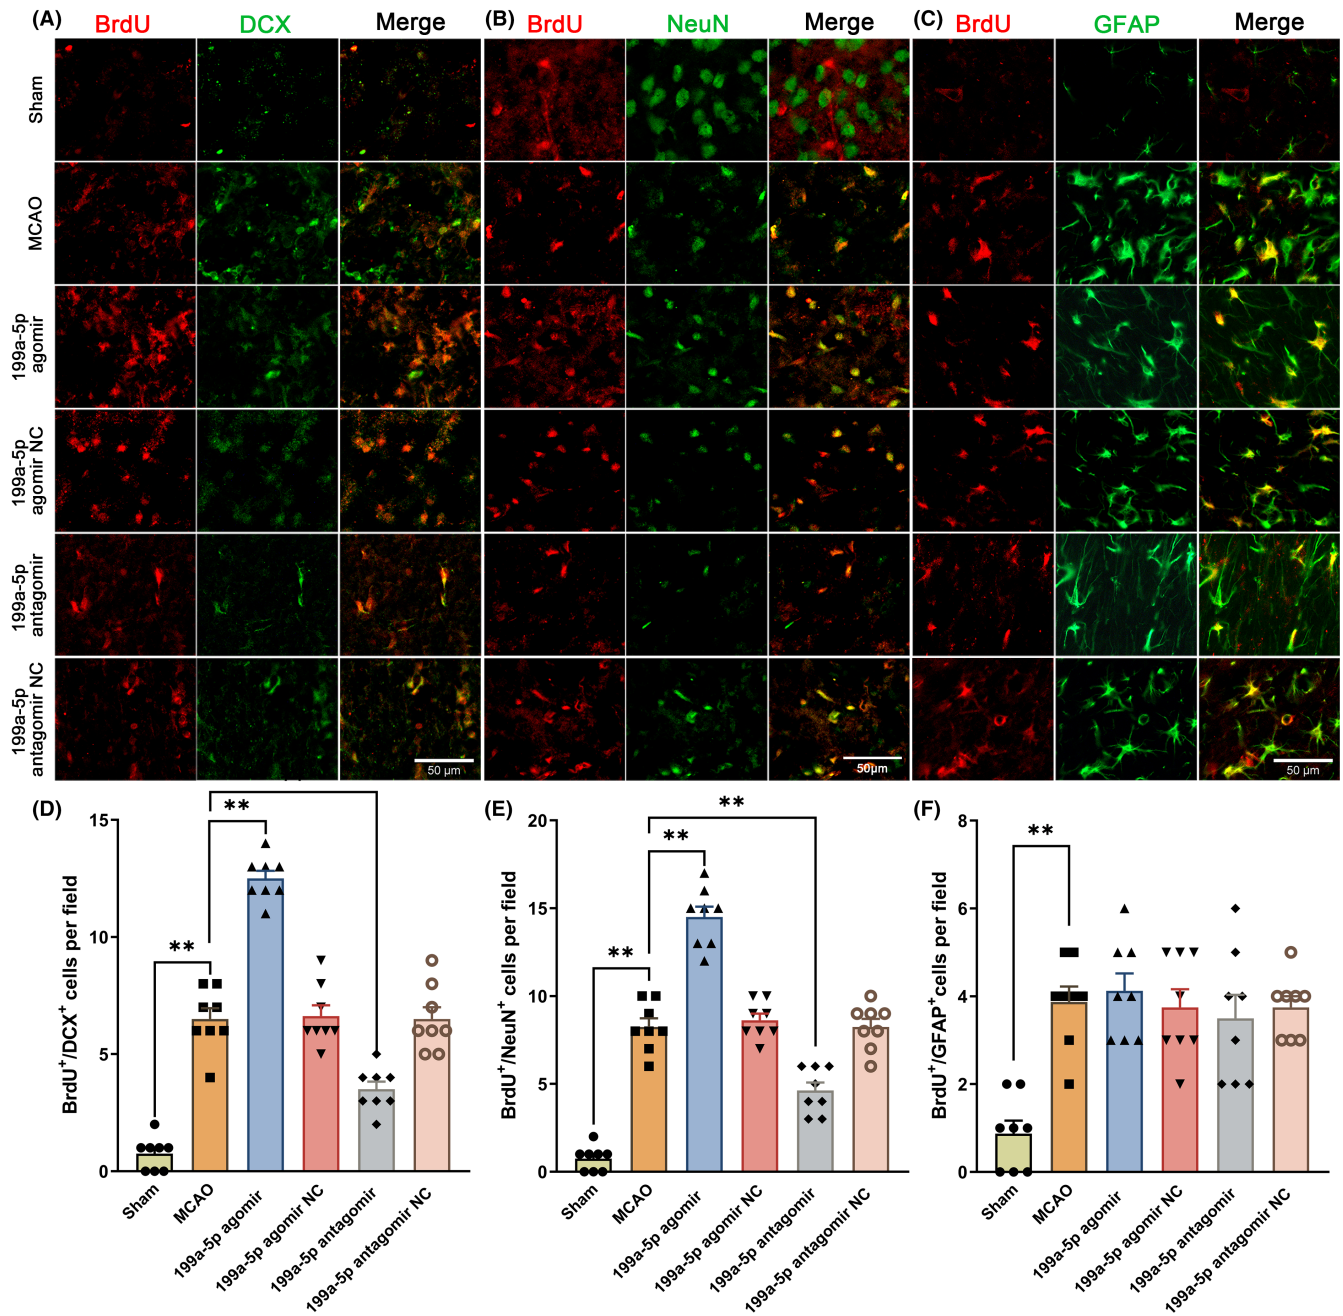 (A) BrdU DCX Merge (B) BrdU NeuN Merge (C) BrdU GFAP Merge
Sham
MCAO
199a-5p
agomir
199a-5p
agomir NC
199a-5p
antagomir
199a-5p
antagomir NC
50 µm
50µm
50 µm
(D)
BrdU⁺/DCX⁺ cells per field
15
10
5
0
**
**
**
Sham
MCAO
199a-5p agomir
199a-5p agomir NC
199a-5p antagomir
199a-5p antagomir NC
(E)
BrdU⁺/NeuN⁺ cells per field
20
15
10
5
0
**
**
**
Sham
MCAO
199a-5p agomir
199a-5p agomir NC
199a-5p antagomir
199a-5p antagomir NC
(F)
BrdU⁺/GFAP⁺ cells per field
8
6
4
2
0
**
Sham
MCAO
199a-5p agomir
199a-5p agomir NC
199a-5p antagomir
199a-5p antagomir NC